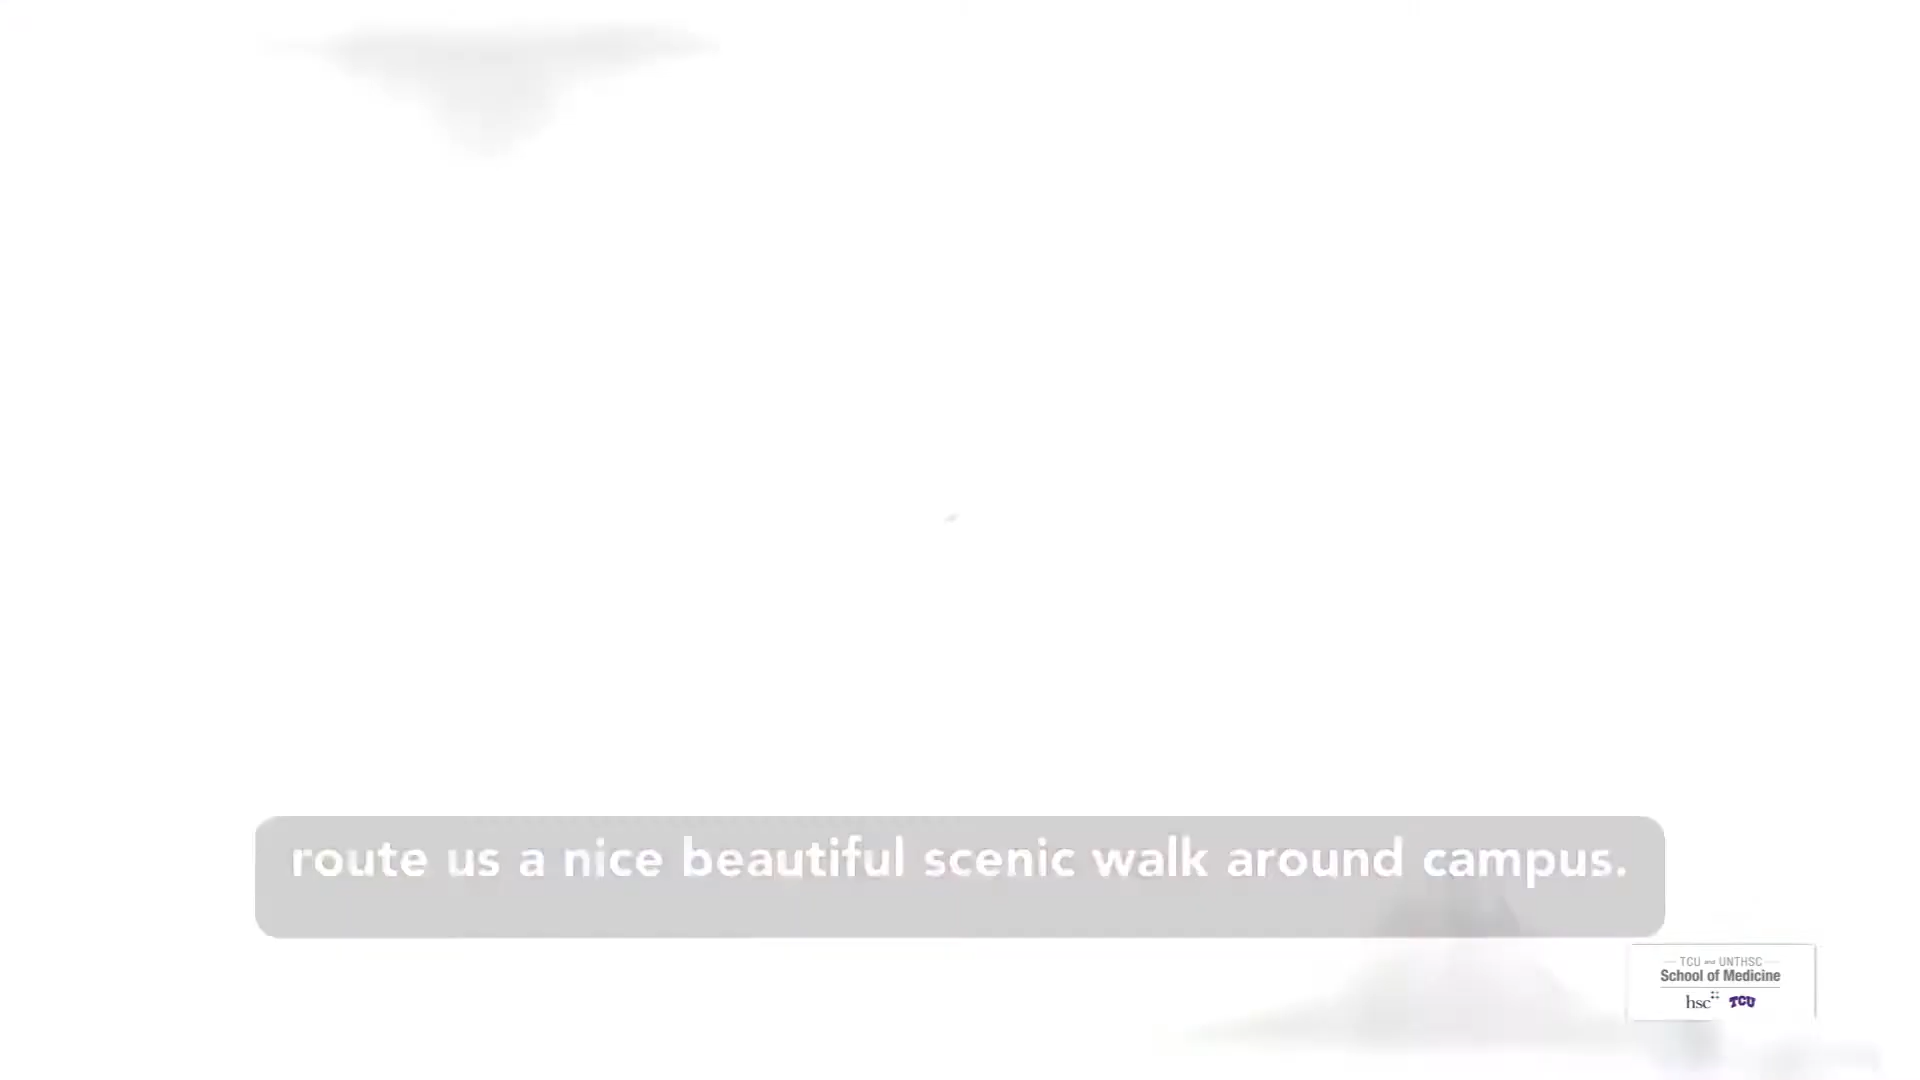 route us a nice beautiful scenic walk around campus.
TCU and UNTHSC
School of Medicine
hsc TCU